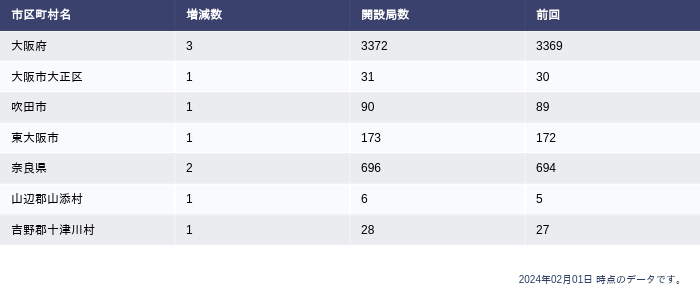 市区町村名 増減数 開設局数 前回
大阪府 3 3372 3369
大阪市大正区 1 31 30
吹田市 1 90 89
東大阪市 1 173 172
奈良県 2 696 694
山辺郡山添村 1 6 5
吉野郡十津川村 1 28 27
2024年02月01日 時点のデータです。